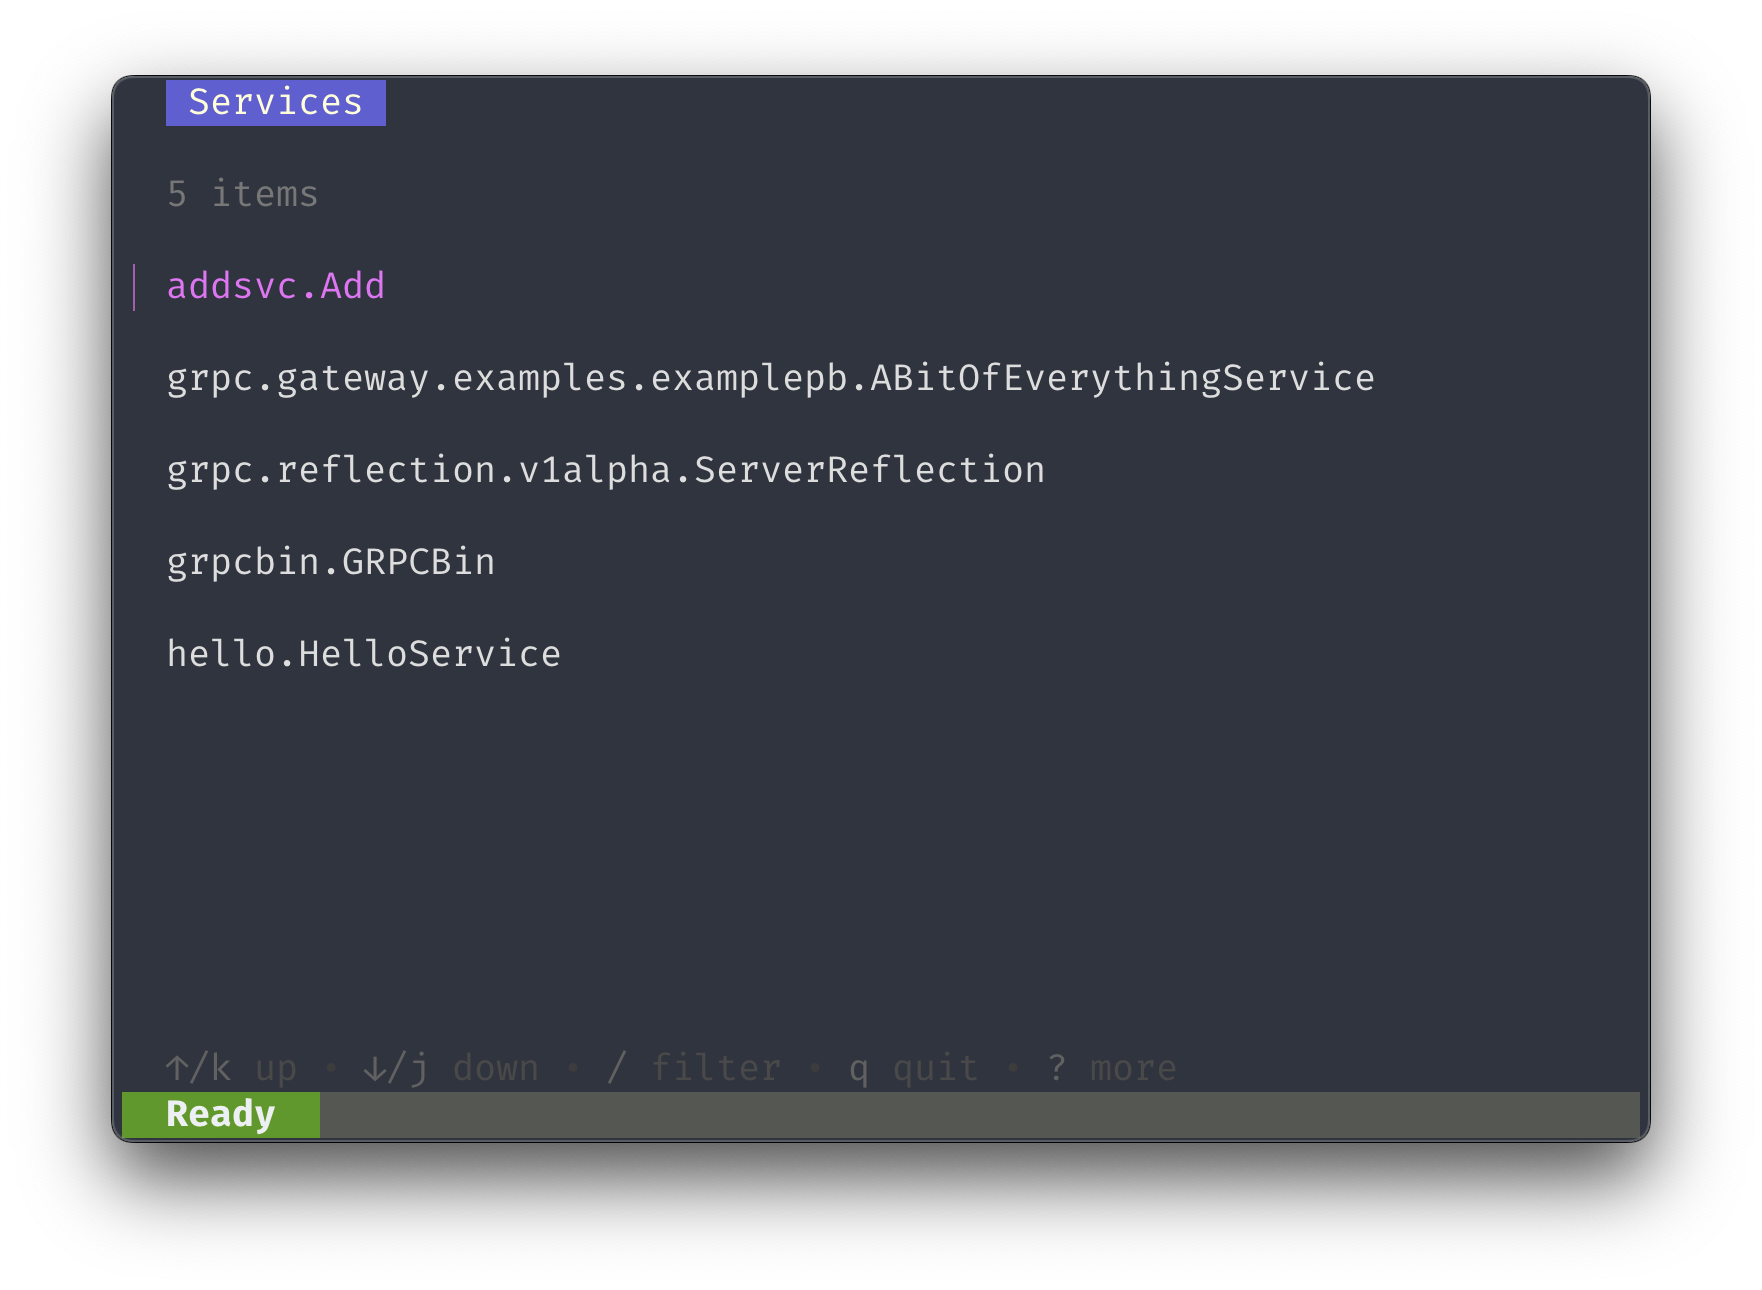 Services
5 items
addsvc.Add
grpc.gateway.examples.examplepb.ABitOfEverythingService
grpc.reflection.v1alpha.ServerReflection
grpcbin.GRPCBin
hello.HelloService
↑/k up • ↓/j down • / filter • q quit • ? more
Ready